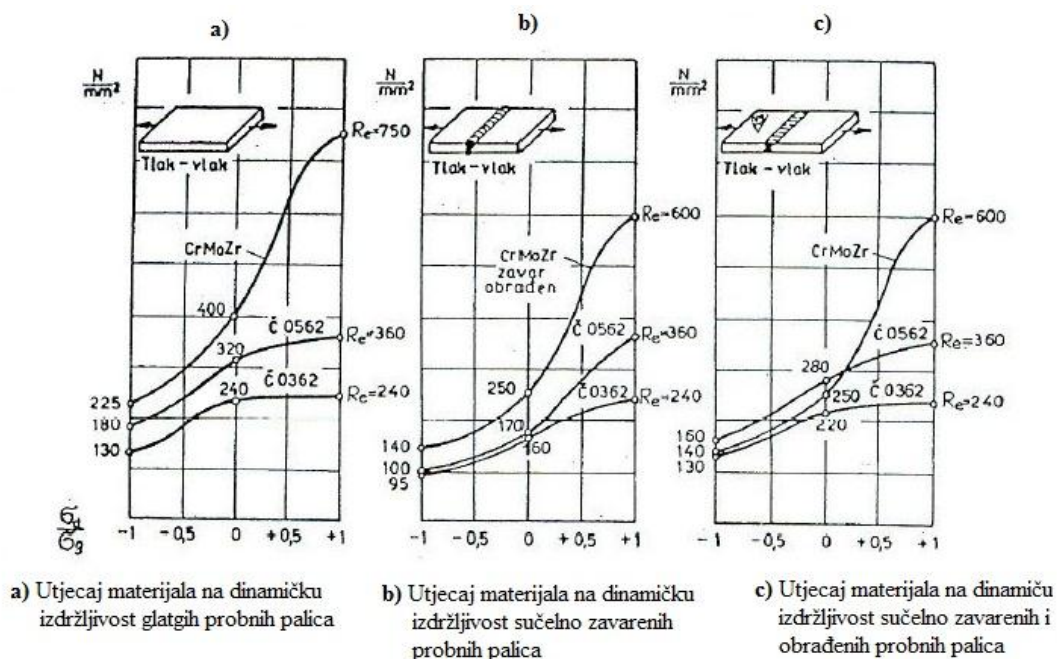 a)
N
mm²
Tlak-vlak
Re=750
CrMoZr
400
Č 0562
320
Re=360
240
Č 0362
Re=240
225
180
130
σd
σg
-1 -0,5 0 +0,5 +1
b)
N
mm²
Tlak-vlak
Re=600
CrMoZr
zavar
obrađen
Č 0562
Re=360
250
Č0362
Re=240
170
160
140
100
95
-1 -0,5 0 +0,5 +1
c)
N
mm²
Tlak-vlak
Re=600
CrMoZr
Č 0562
Re=360
280
250
Č 0362
Re=240
220
160
140
130
-1 -0,5 0 +0,5 +1
a) Utjecaj materijala na dinamičku
izdržljivost glatgih probnih palica
b) Utjecaj materijala na dinamičku
izdržljivost sučelno zavarenih
probnih palica
c) Utjecaj materijala na dinamiču
izdržljivost sučelno zavarenih i
obrađenih probnih palica